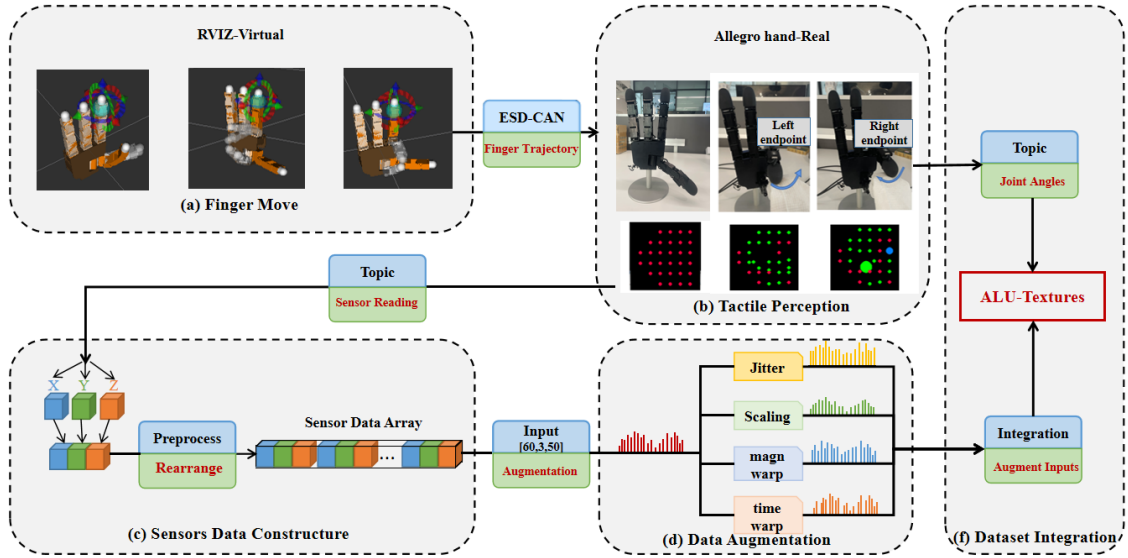 RVIZ-Virtual
(a) Finger Move
ESD-CAN
Finger Trajectory
Allegro hand-Real
Left
endpoint
Right
endpoint
(b) Tactile Perception
Topic
Joint Angles
ALU-Textures
Topic
Sensor Reading
X Y Z
Preprocess
Rearrange
Sensor Data Array
...
(c) Sensors Data Constructure
Input
[60,3,50]
Augmentation
Jitter
Scaling
magn
warp
time
warp
(d) Data Augmentation
Integration
Augment Inputs
(f) Dataset Integration